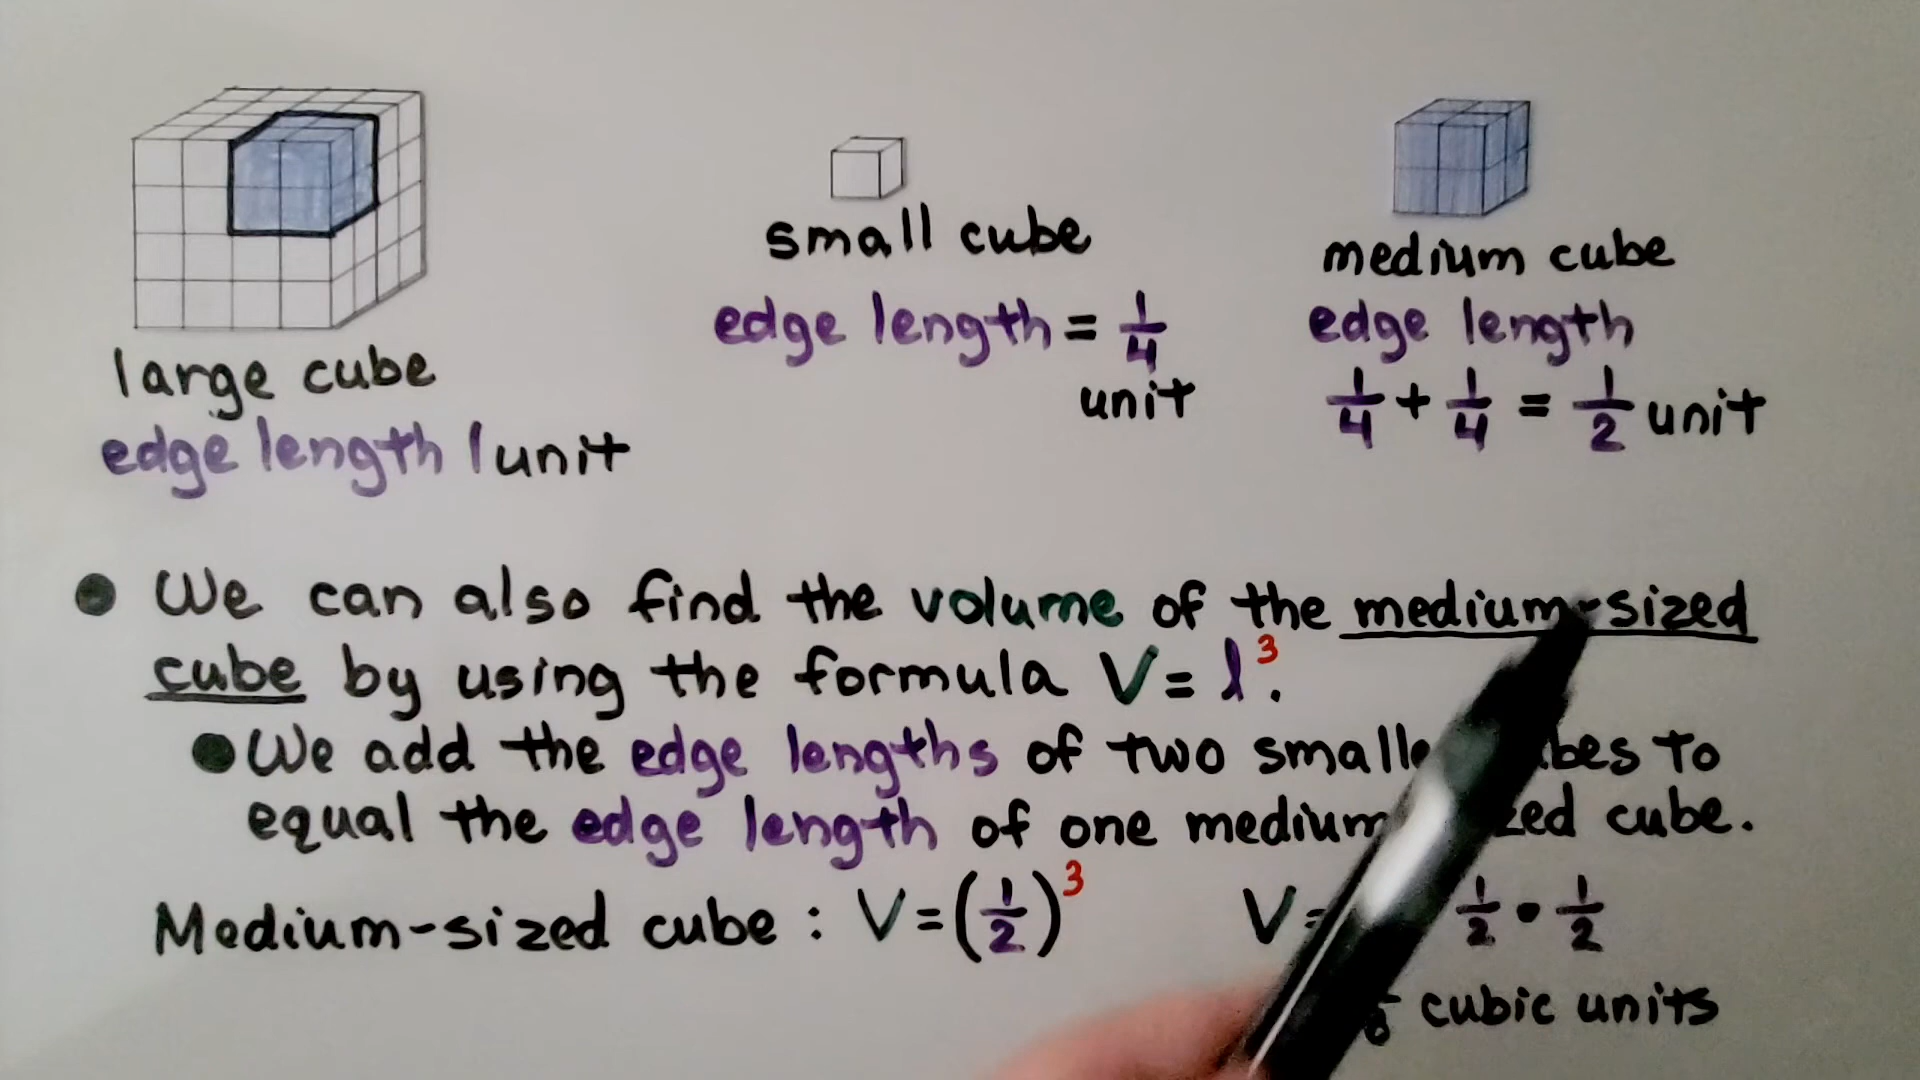 large cube
edge length 1 unit
small cube
edge length = 1/4
unit
medium cube
edge length
1/4 + 1/4 = 1/2 unit
● We can also find the volume of the medium-sized
cube by using the formula V = l³.
● We add the edge lengths of two
equal the edge length of one cube.
Medium-sized cube : V = (1/2)³
V = 1/2 • 1/2
cubic units